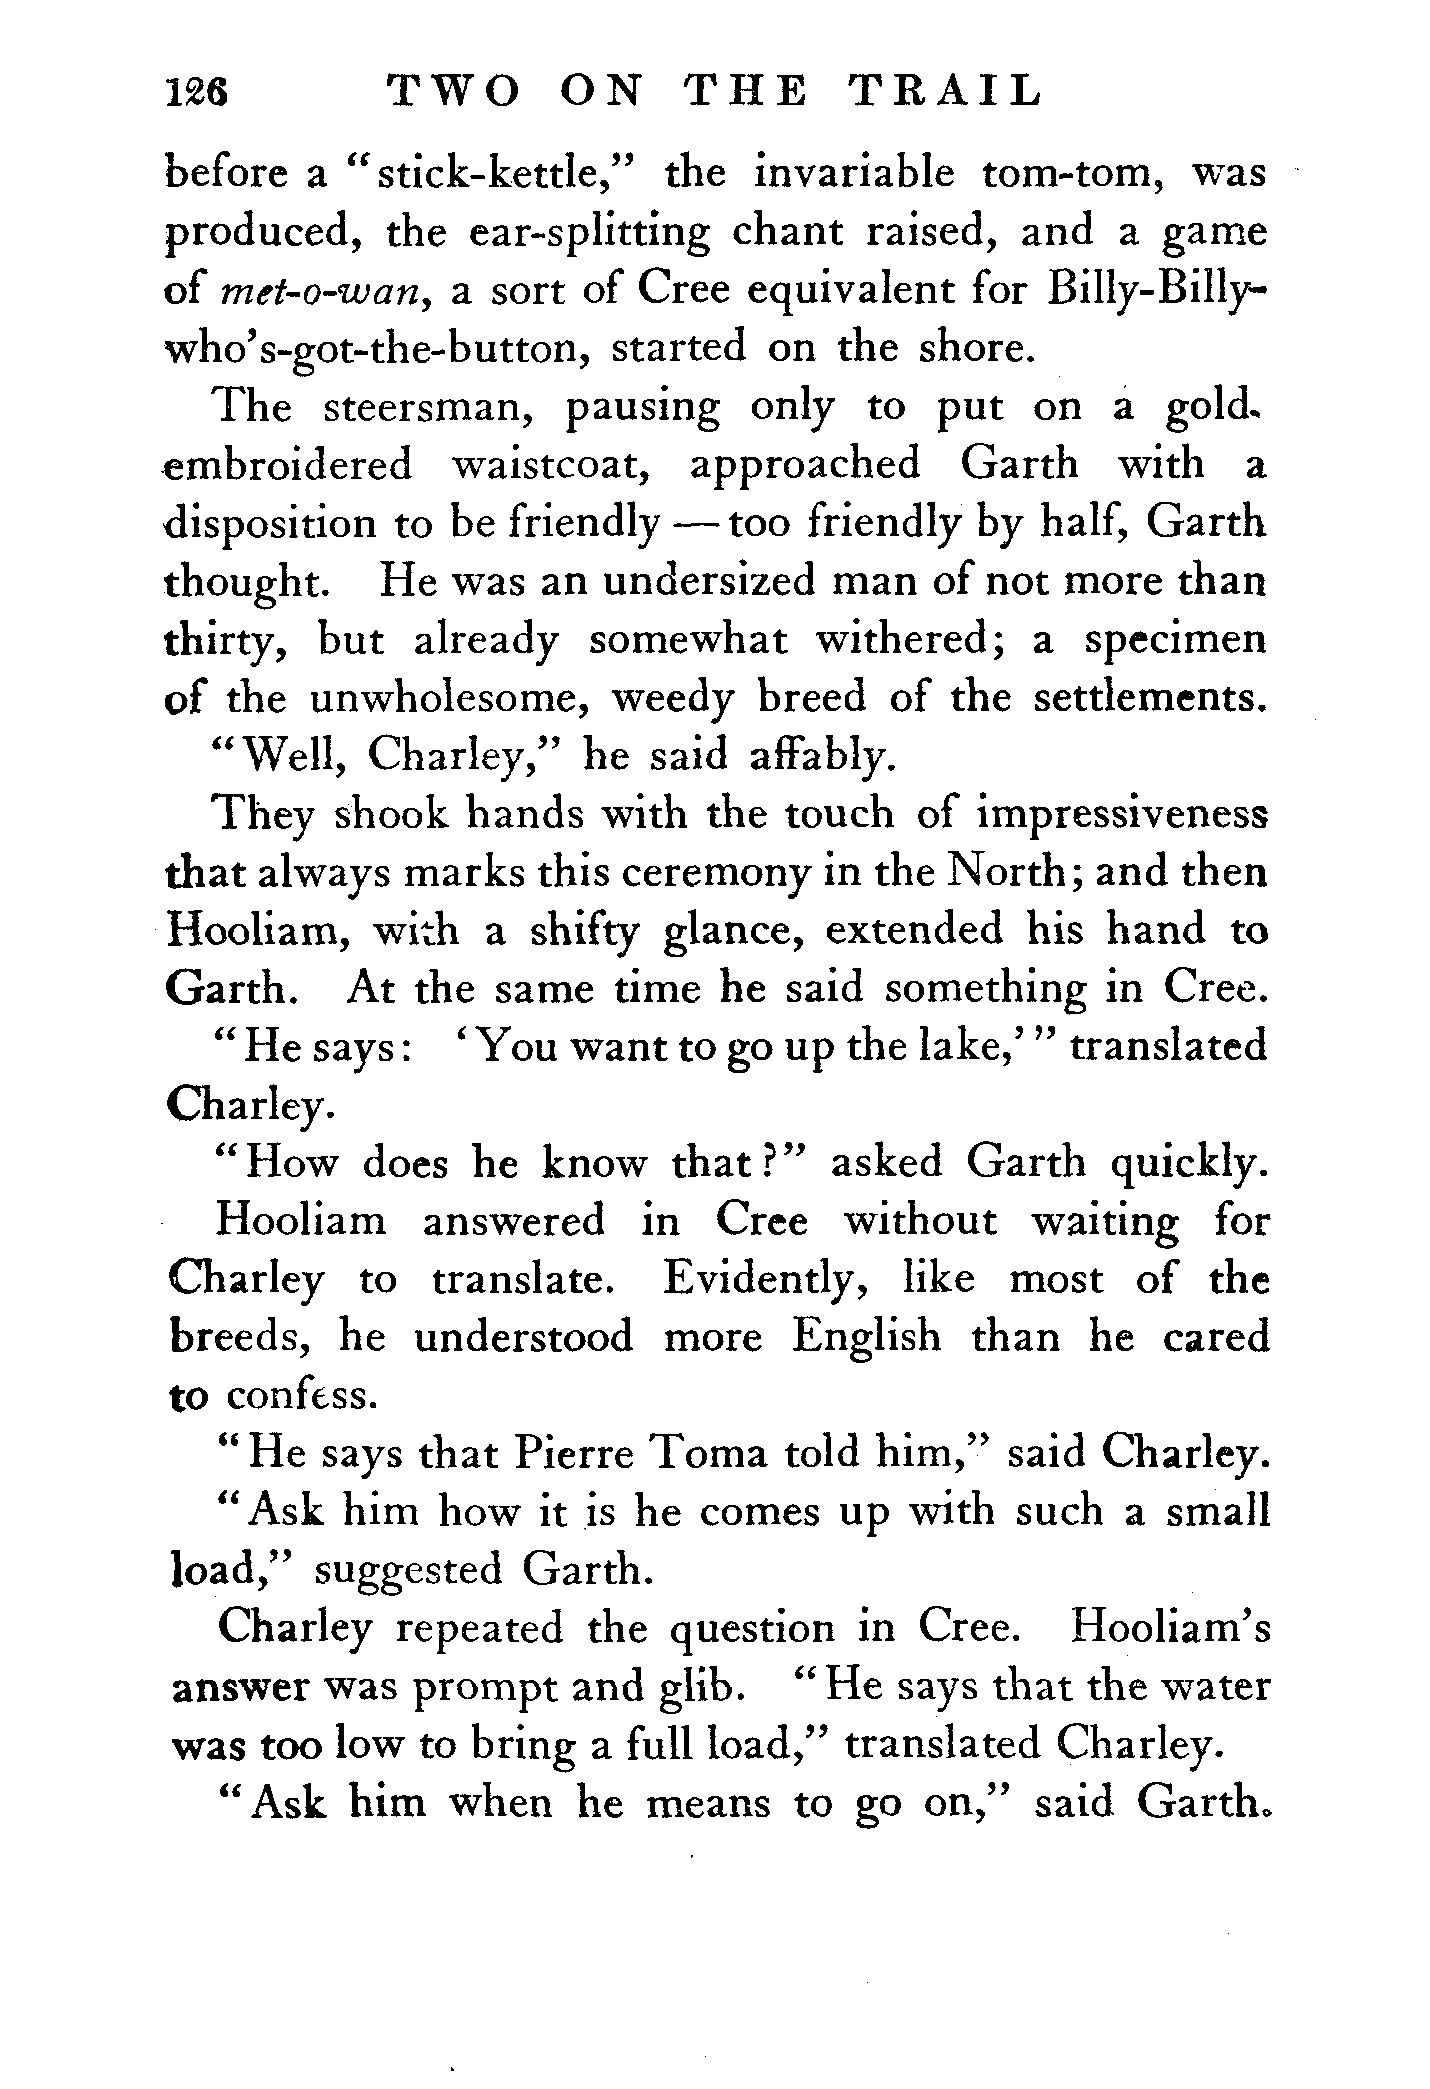 126 TWO ON THE TRAIL
before a "stick-kettle," the invariable tom-tom, was
produced, the ear-splitting chant raised, and a game
of met-o-wan, a sort of Cree equivalent for Billy-Billy-
who's-got-the-button, started on the shore.
The steersman, pausing only to put on a gold-
embroidered waistcoat, approached Garth with a
disposition to be friendly — too friendly by half, Garth
thought. He was an undersized man of not more than
thirty, but already somewhat withered; a specimen
of the unwholesome, weedy breed of the settlements.
"Well, Charley," he said affably.
They shook hands with the touch of impressiveness
that always marks this ceremony in the North; and then
Hooliam, with a shifty glance, extended his hand to
Garth. At the same time he said something in Cree.
"He says: 'You want to go up the lake,'" translated
Charley.
"How does he know that?" asked Garth quickly.
Hooliam answered in Cree without waiting for
Charley to translate. Evidently, like most of the
breeds, he understood more English than he cared
to confess.
"He says that Pierre Toma told him," said Charley.
"Ask him how it is he comes up with such a small
load," suggested Garth.
Charley repeated the question in Cree. Hooliam's
answer was prompt and glib. "He says that the water
was too low to bring a full load," translated Charley.
"Ask him when he means to go on," said Garth.